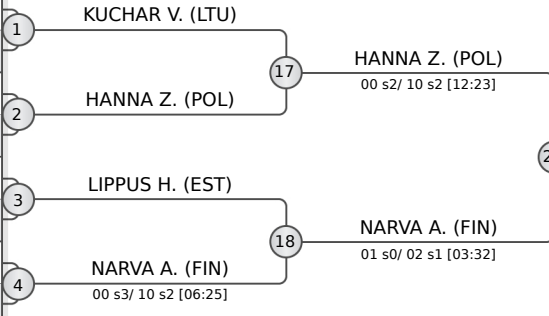 KUCHAR V. (LTU)
1
17
HANNA Z. (POL)
00 s2/ 10 s2 [12:23]
HANNA Z. (POL)
2
LIPPUS H. (EST)
3
18
NARVA A. (FIN)
01 s0/ 02 s1 [03:32]
NARVA A. (FIN)
4
00 s3/ 10 s2 [06:25]